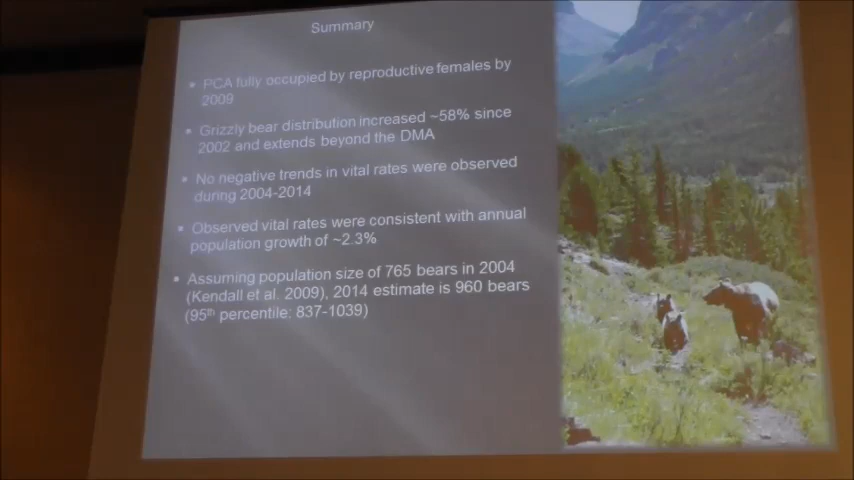 Summary
▪ PCA fully occupied by reproductive females by
2009
▪ Grizzly bear distribution increased ~58% since
2002 and extends beyond the DMA
▪ No negative trends in vital rates were observed
during 2004-2014
▪ Observed vital rates were consistent with annual
population growth of ~2.3%
▪ Assuming population size of 765 bears in 2004
(Kendall et al. 2009), 2014 estimate is 960 bears
(95th percentile: 837-1039)